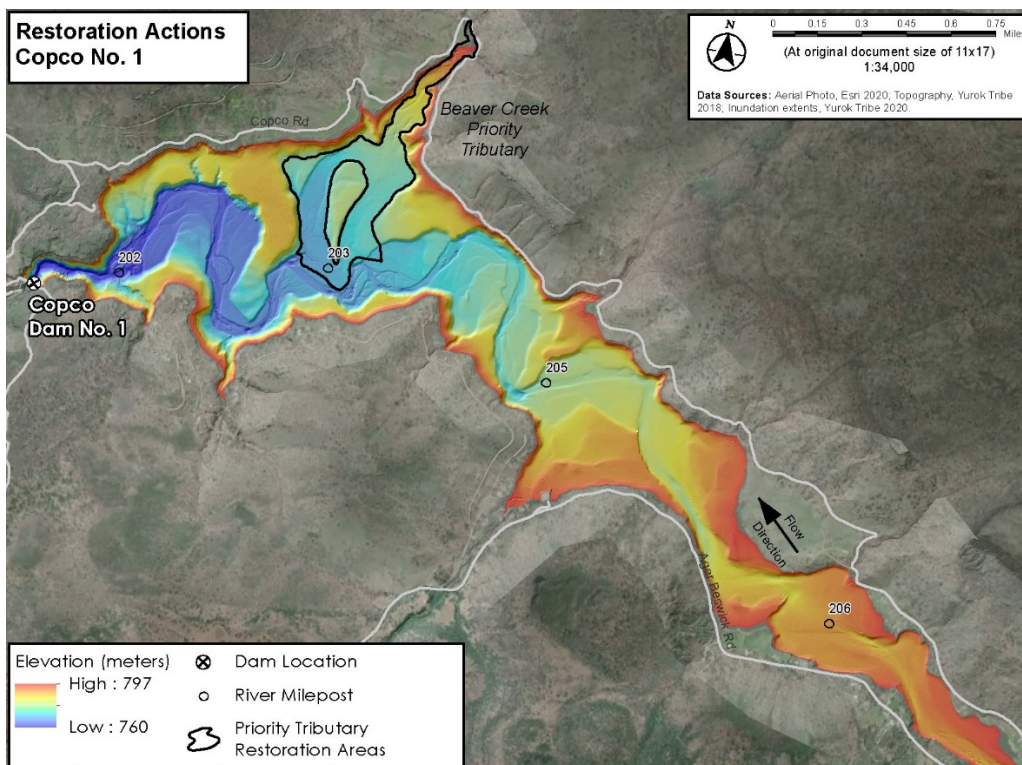 Restoration Actions
Copco No. 1
N
0 0.15 0.3 0.45 0.6 0.75
Miles
(At original document size of 11x17)
1:34,000
Data Sources: Aerial Photo, Esri 2020; Topography, Yurok Tribe
2018; Inundation extents, Yurok Tribe 2020.
Copco Rd
Beaver Creek
Priority
Tributary
202
203
Copco
Dam No. 1
205
Flow
Direction
Ager Beswick Rd
206
Elevation (meters)
High : 797
Low : 760
Dam Location
River Milepost
Priority Tributary
Restoration Areas